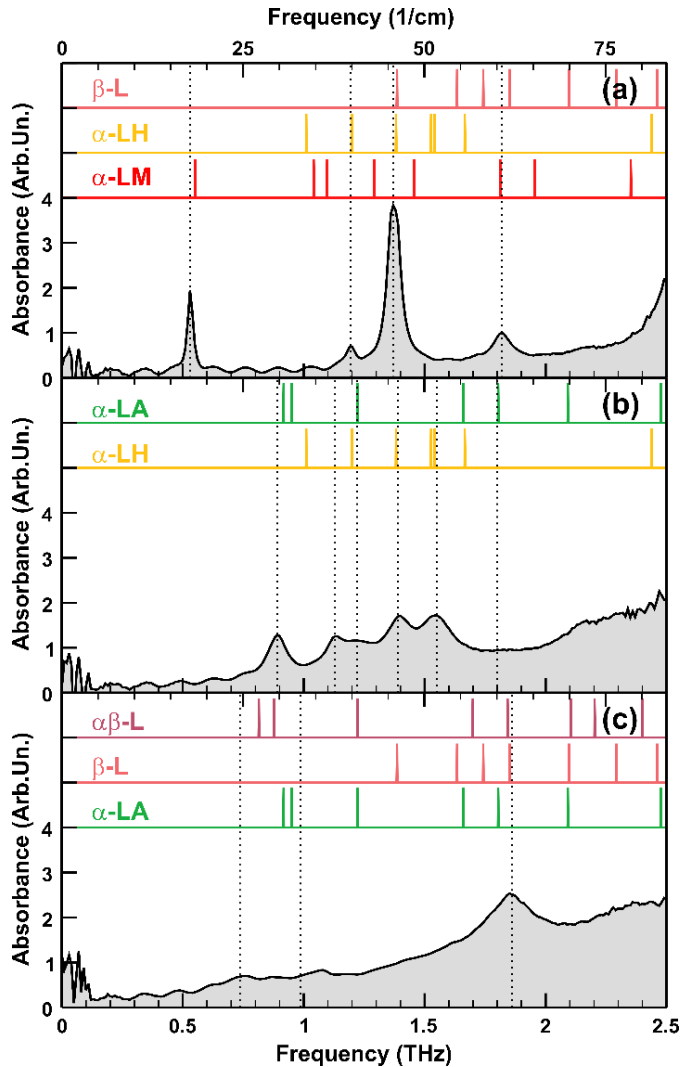 Frequency (1/cm)
0 25 50 75
(a)
β-L
α-LH
α-LM
Absorbance (Arb.Un.)
4
3
2
1
0
(b)
α-LA
α-LH
Absorbance (Arb.Un.)
4
3
2
1
0
(c)
αβ-L
β-L
α-LA
Absorbance (Arb.Un.)
4
3
2
1
0
0 0.5 1 1.5 2 2.5
Frequency (THz)